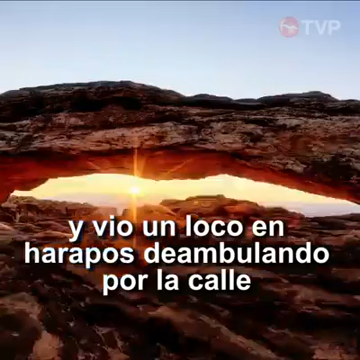 TVP
y vio un loco en
harapos deambulando
por la calle